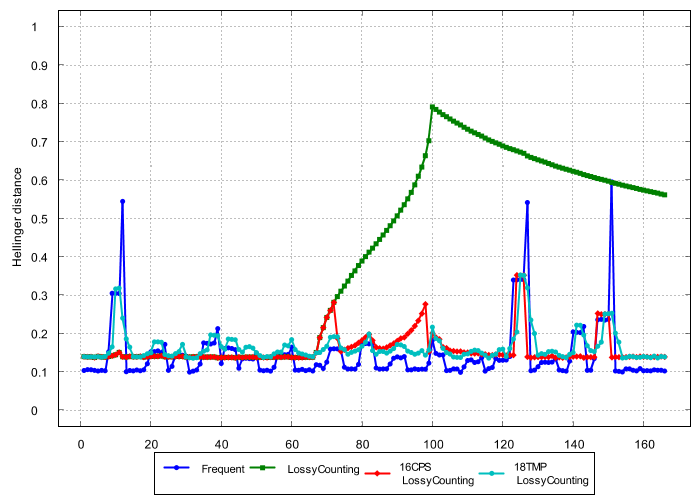 1
0.9
0.8
0.7
0.6
0.5
0.4
0.3
0.2
0.1
0
Hellinger distance
0 20 40 60 80 100 120 140 160
Frequent
LossyCounting
16CPS
LossyCounting
18TMP
LossyCounting